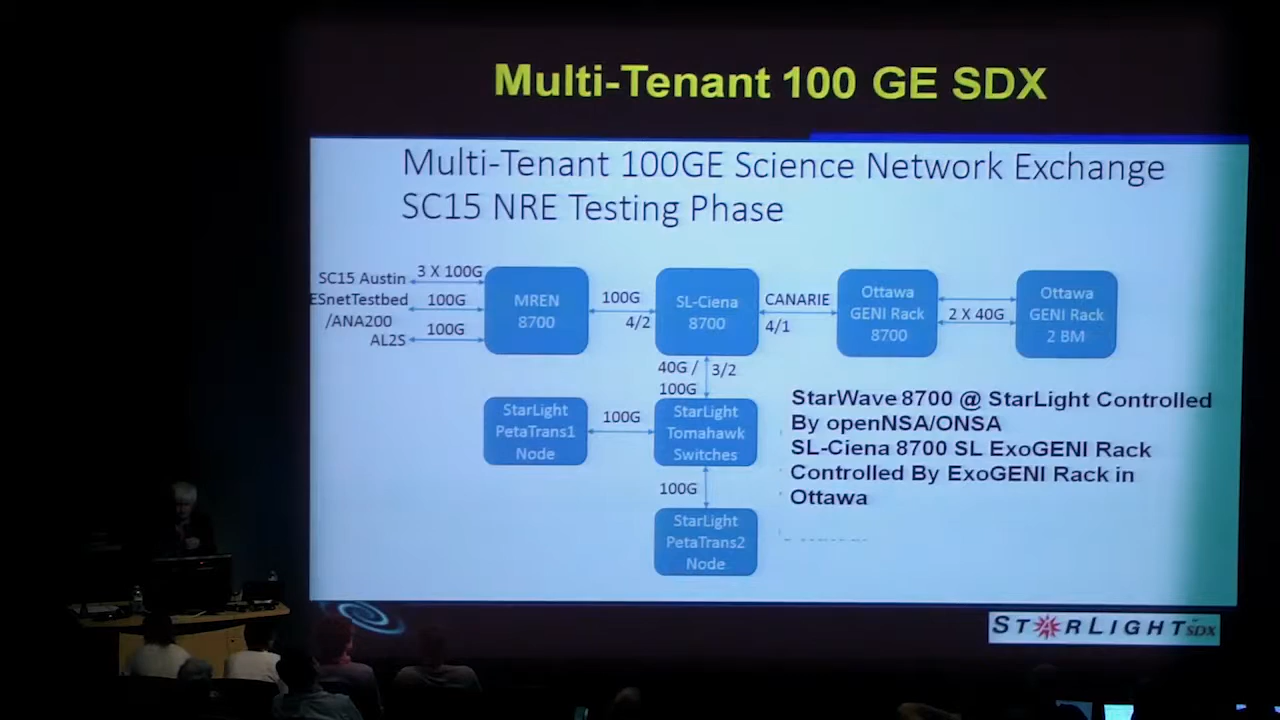 Multi-Tenant 100 GE SDX
Multi-Tenant 100GE Science Network Exchange
SC15 NRE Testing Phase
SC15 Austin
3 X 100G
ESnetTestbed
/ANA200
100G
AL2S
100G
MREN
8700
100G
4/2
SL-Ciena
8700
CANARIE
4/1
Ottawa
GENI Rack
8700
2 X 40G
Ottawa
GENI Rack
2 BM
40G /
100G
3/2
StarLight
PetaTrans1
Node
100G
StarLight
Tomahawk
Switches
100G
StarLight
PetaTrans2
Node
StarWave 8700 @ StarLight Controlled
By openNSA/ONSA
SL-Ciena 8700 SL ExoGENI Rack
Controlled By ExoGENI Rack in
Ottawa
STARLIGHT SDX